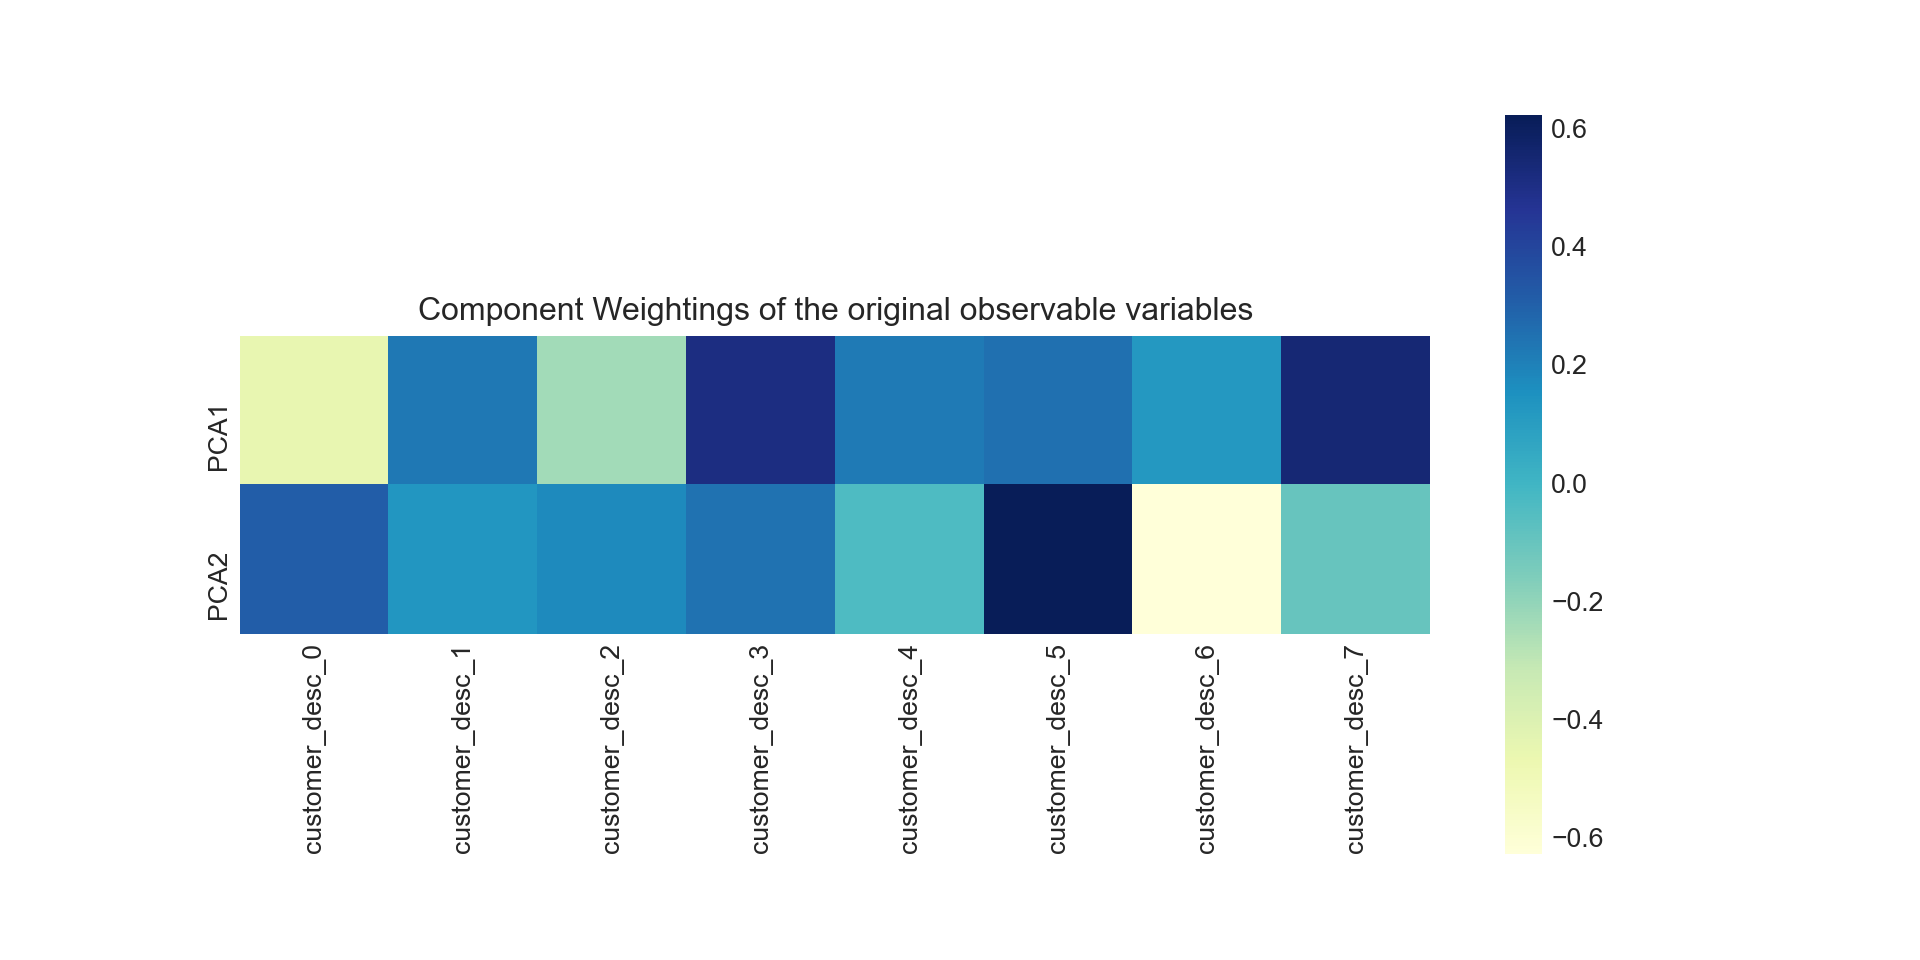 Component Weightings of the original observable variables
PCA1
PCA2
customer_desc_0
customer_desc_1
customer_desc_2
customer_desc_3
customer_desc_4
customer_desc_5
customer_desc_6
customer_desc_7
0.6
0.4
0.2
0.0
−0.2
−0.4
−0.6